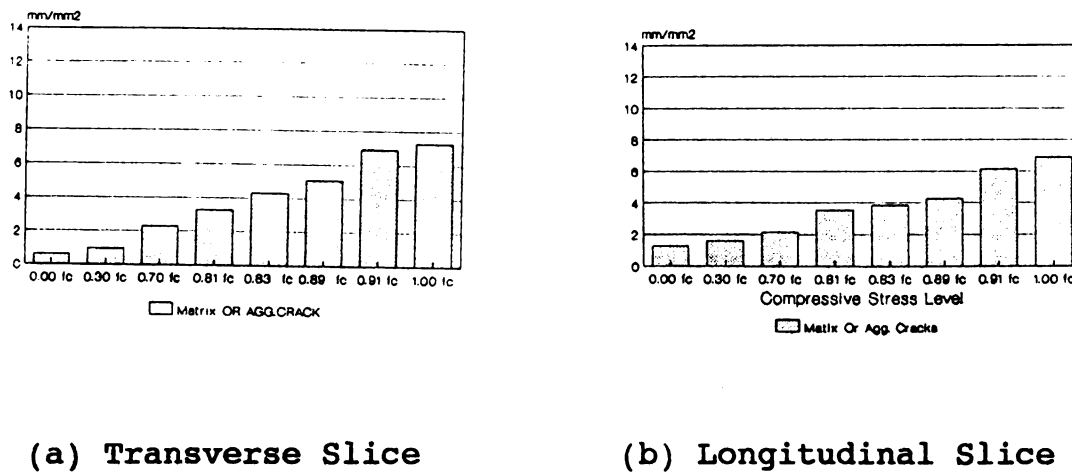 mm/mm2
14
12
10
8
6
4
2
0
0.00 fc 0.30 fc 0.70 fc 0.81 fc 0.83 fc 0.89 fc 0.91 fc 1.00 fc
Matrix OR AGG.CRACK
(a) Transverse Slice
mm/mm2
14
12
10
8
6
4
2
0
0.00 fc 0.30 fc 0.70 fc 0.81 fc 0.83 fc 0.89 fc 0.91 fc 1.00 fc
Compressive Stress Level
Matix Or Agg. Cracks
(b) Longitudinal Slice